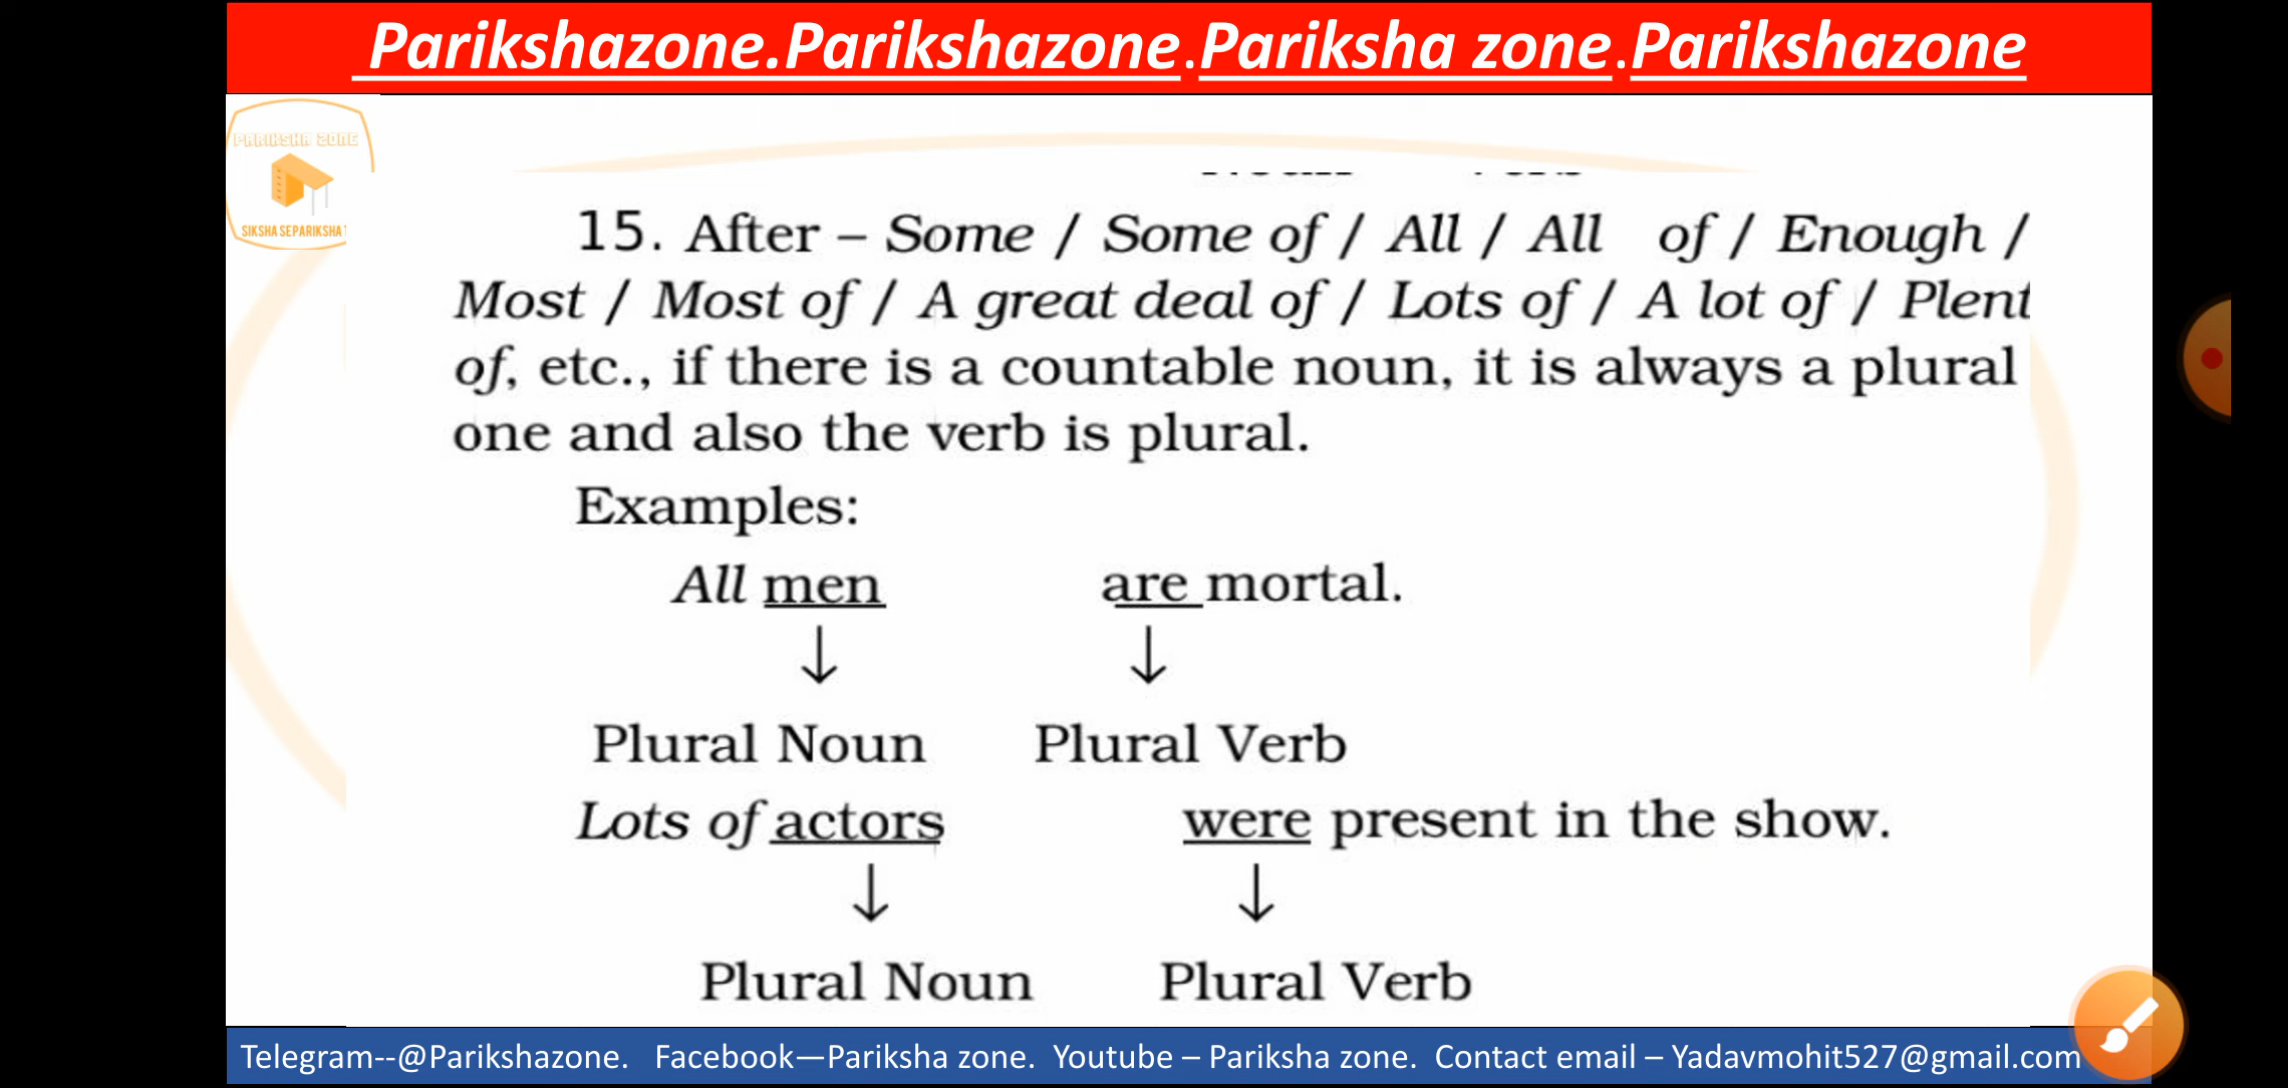 Parikshazone.Parikshazone.Pariksha zone.Parikshazone
PARIKSHA ZONE
SIKSHA SE PARIKSHA
15. After – Some / Some of / All / All of / Enough /
Most / Most of / A great deal of / Lots of / A lot of / Plent
of, etc., if there is a countable noun, it is always a plural
one and also the verb is plural.
Examples:
All men are mortal.
↓ ↓
Plural Noun Plural Verb
Lots of actors were present in the show.
↓ ↓
Plural Noun Plural Verb
Telegram--@Parikshazone. Facebook—Pariksha zone. Youtube – Pariksha zone. Contact email – Yadavmohit527@gmail.com